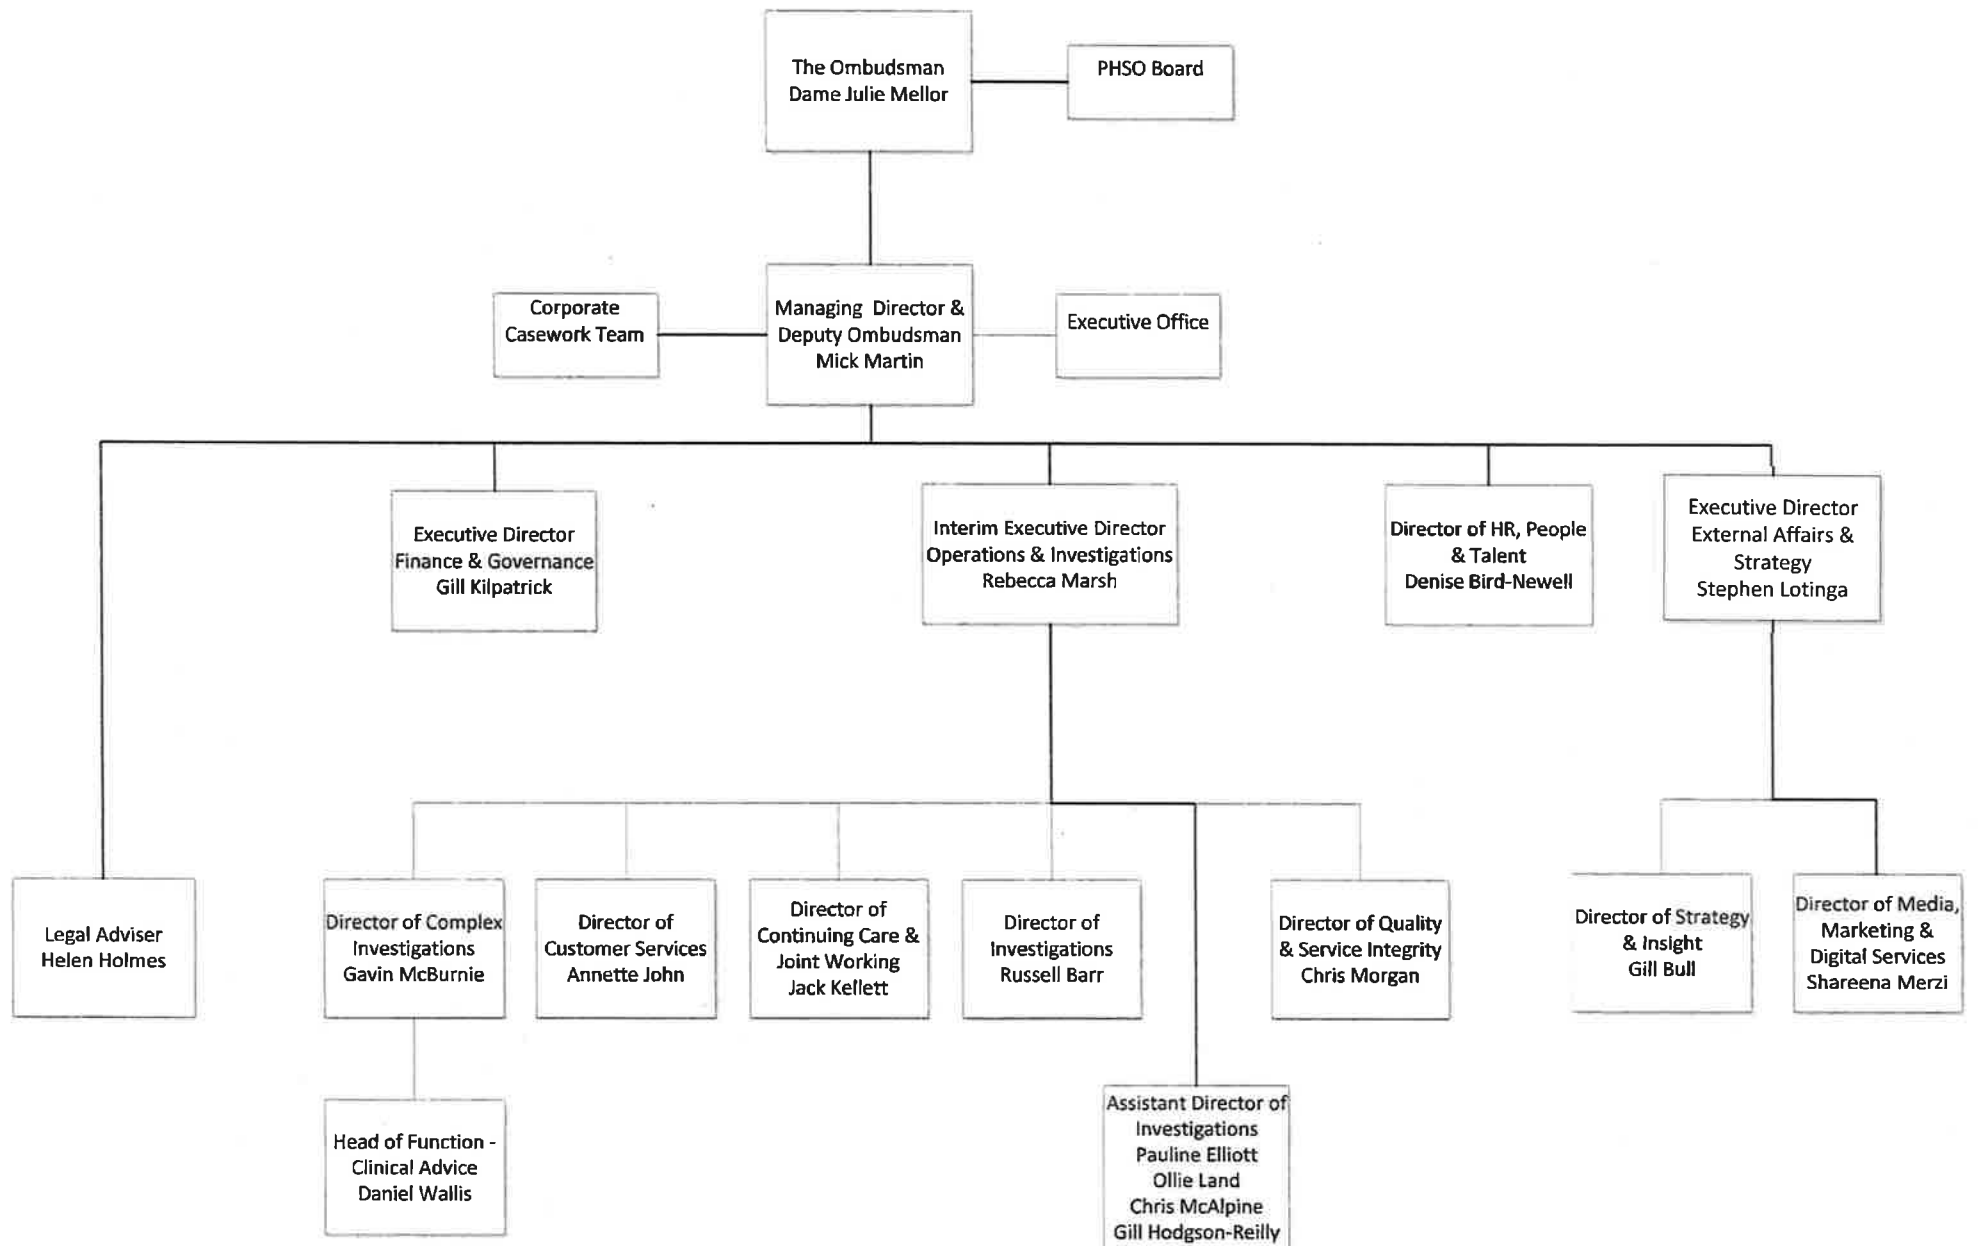 The Ombudsman
Dame Julie Mellor
PHSO Board
Corporate
Casework Team
Managing Director &
Deputy Ombudsman
Mick Martin
Executive Office
Executive Director
Finance & Governance
Gill Kilpatrick
Interim Executive Director
Operations & Investigations
Rebecca Marsh
Director of HR, People
& Talent
Denise Bird-Newell
Executive Director
External Affairs &
Strategy
Stephen Lotinga
Legal Adviser
Helen Holmes
Director of Complex
Investigations
Gavin McBurnie
Director of
Customer Services
Annette John
Director of
Continuing Care &
Joint Working
Jack Kellett
Director of
Investigations
Russell Barr
Director of Quality
& Service Integrity
Chris Morgan
Director of Strategy
& Insight
Gill Bull
Director of Media,
Marketing &
Digital Services
Shareena Merzi
Head of Function -
Clinical Advice
Daniel Wallis
Assistant Director of
Investigations
Pauline Elliott
Ollie Land
Chris McAlpine
Gill Hodgson-Reilly